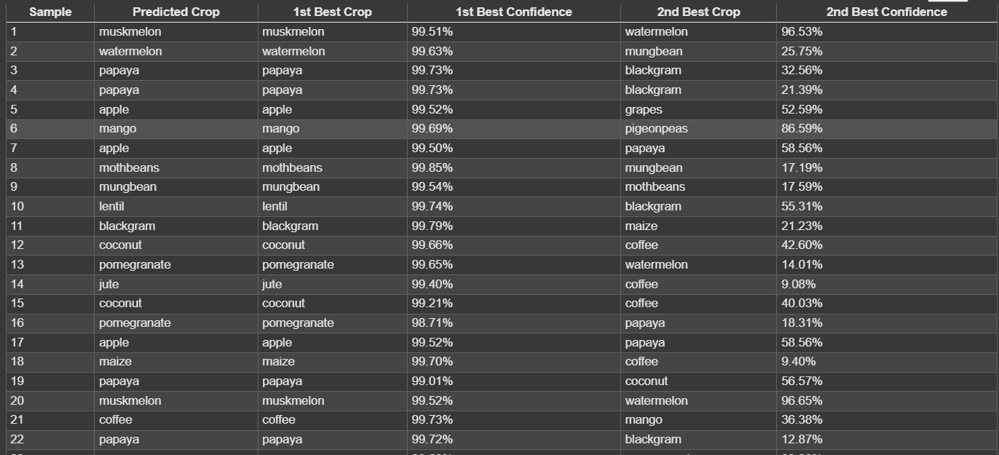 Sample Predicted Crop 1st Best Crop 1st Best Confidence 2nd Best Crop 2nd Best Confidence
1 muskmelon muskmelon 99.51% watermelon 96.53%
2 watermelon watermelon 99.63% mungbean 25.75%
3 papaya papaya 99.73% blackgram 32.56%
4 papaya papaya 99.73% blackgram 21.39%
5 apple apple 99.52% grapes 52.59%
6 mango mango 99.69% pigeonpeas 86.59%
7 apple apple 99.50% papaya 58.56%
8 mothbeans mothbeans 99.85% mungbean 17.19%
9 mungbean mungbean 99.54% mothbeans 17.59%
10 lentil lentil 99.74% blackgram 55.31%
11 blackgram blackgram 99.79% maize 21.23%
12 coconut coconut 99.66% coffee 42.60%
13 pomegranate pomegranate 99.65% watermelon 14.01%
14 jute jute 99.40% coffee 9.08%
15 coconut coconut 99.21% coffee 40.03%
16 pomegranate pomegranate 98.71% papaya 18.31%
17 apple apple 99.52% papaya 58.56%
18 maize maize 99.70% coffee 9.40%
19 papaya papaya 99.01% coconut 56.57%
20 muskmelon muskmelon 99.52% watermelon 96.65%
21 coffee coffee 99.73% mango 36.38%
22 papaya papaya 99.72% blackgram 12.87%